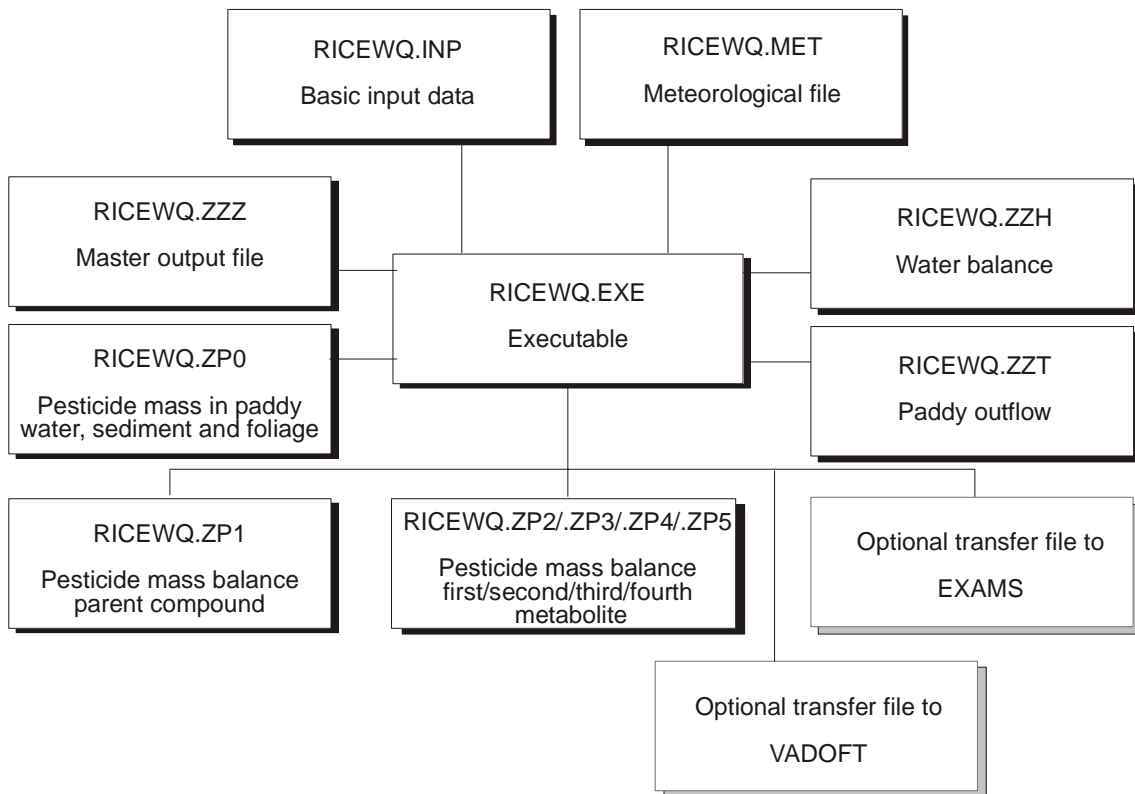 RICEWQ.INP
Basic input data
RICEWQ.MET
Meteorological file
RICEWQ.ZZZ
Master output file
RICEWQ.EXE
Executable
RICEWQ.ZZH
Water balance
RICEWQ.ZP0
Pesticide mass in paddy
water, sediment and foliage
RICEWQ.ZZT
Paddy outflow
RICEWQ.ZP1
Pesticide mass balance
parent compound
RICEWQ.ZP2/.ZP3/.ZP4/.ZP5
Pesticide mass balance
first/second/third/fourth
metabolite
Optional transfer file to
EXAMS
Optional transfer file to
VADOFT